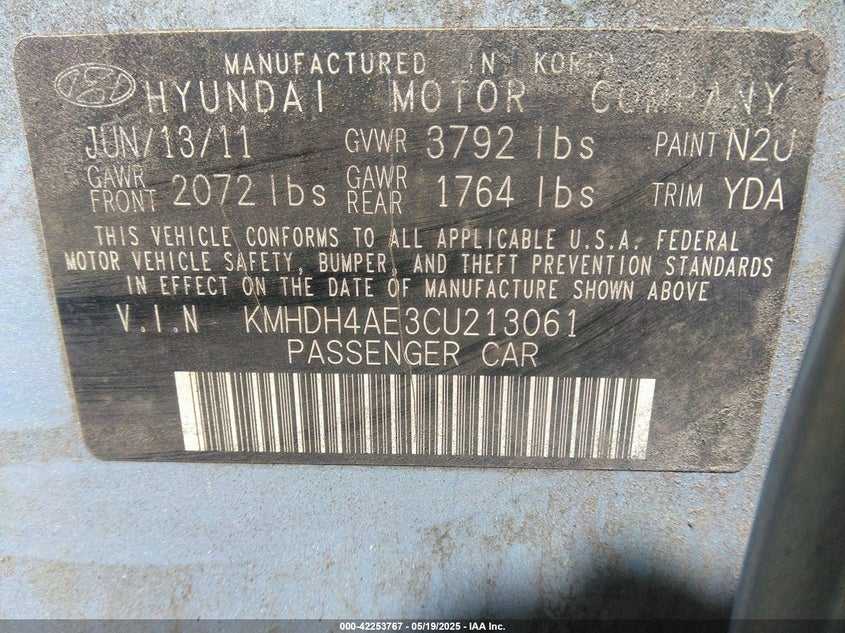 MANUFACTURED IN KOREA
HYUNDAI MOTOR COMPANY
JUN/13/11 GVWR 3792 lbs PAINT N2J
GAWR FRONT 2072 lbs GAWR REAR 1764 lbs TRIM YDA
THIS VEHICLE CONFORMS TO ALL APPLICABLE U.S.A. FEDERAL
MOTOR VEHICLE SAFETY, BUMPER, AND THEFT PREVENTION STANDARDS
IN EFFECT ON THE DATE OF MANUFACTURE SHOWN ABOVE
V.I.N KMHDH4AE3CU213061
PASSENGER CAR
000-42253767 - 05/19/2025 - IAA Inc.